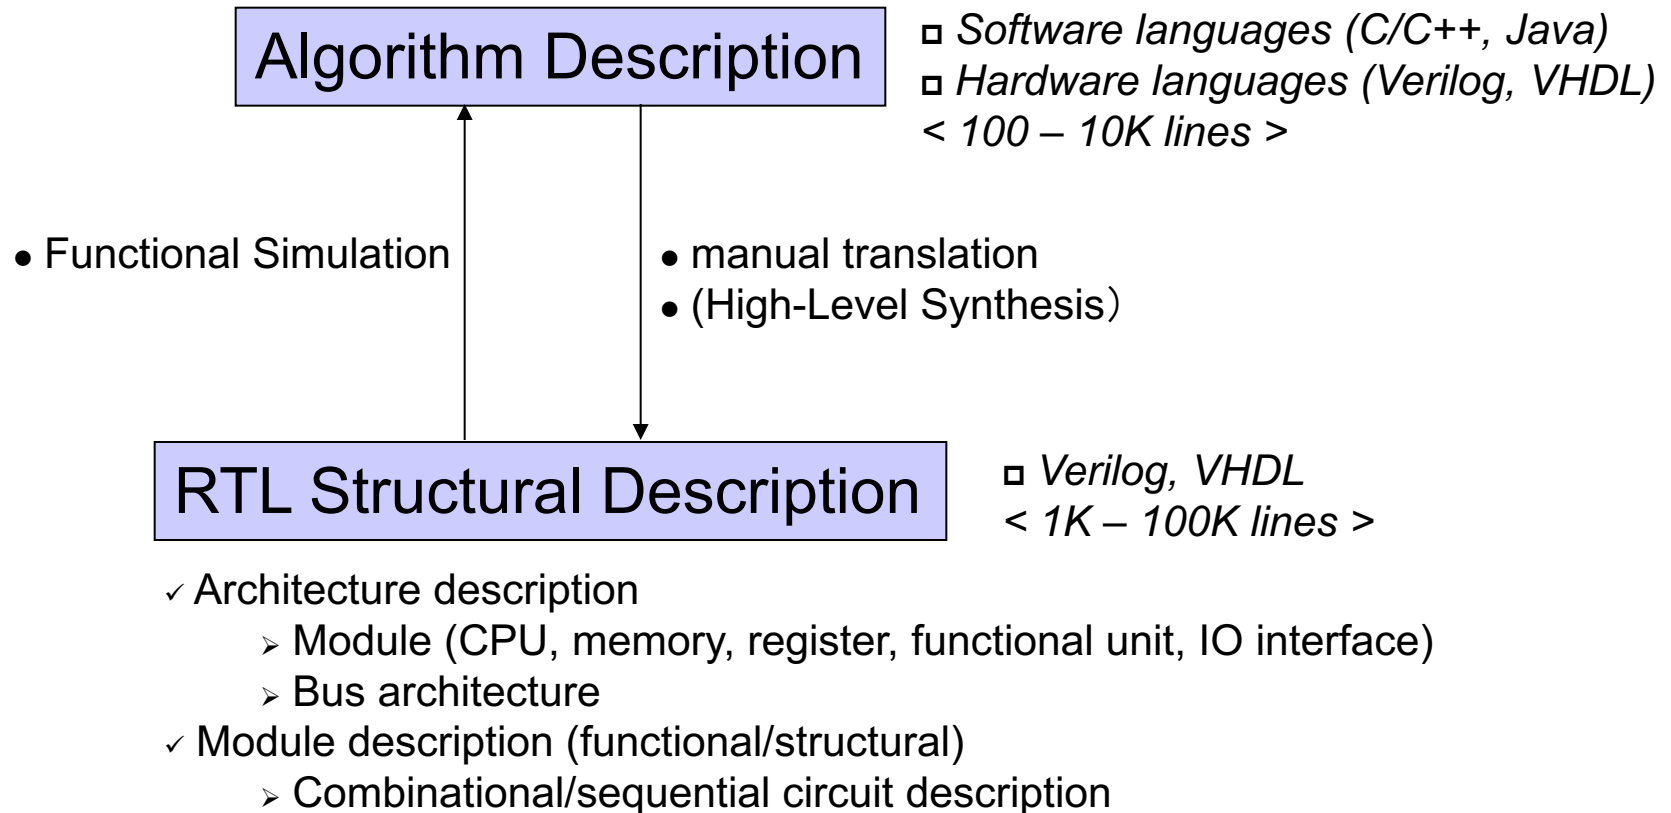 Algorithm Description
Software languages (C/C++, Java)
Hardware languages (Verilog, VHDL)
< 100 – 10K lines >
● Functional Simulation
● manual translation
● (High-Level Synthesis）
RTL Structural Description
Verilog, VHDL
< 1K – 100K lines >
✓ Architecture description
➢ Module (CPU, memory, register, functional unit, IO interface)
➢ Bus architecture
✓ Module description (functional/structural)
➢ Combinational/sequential circuit description